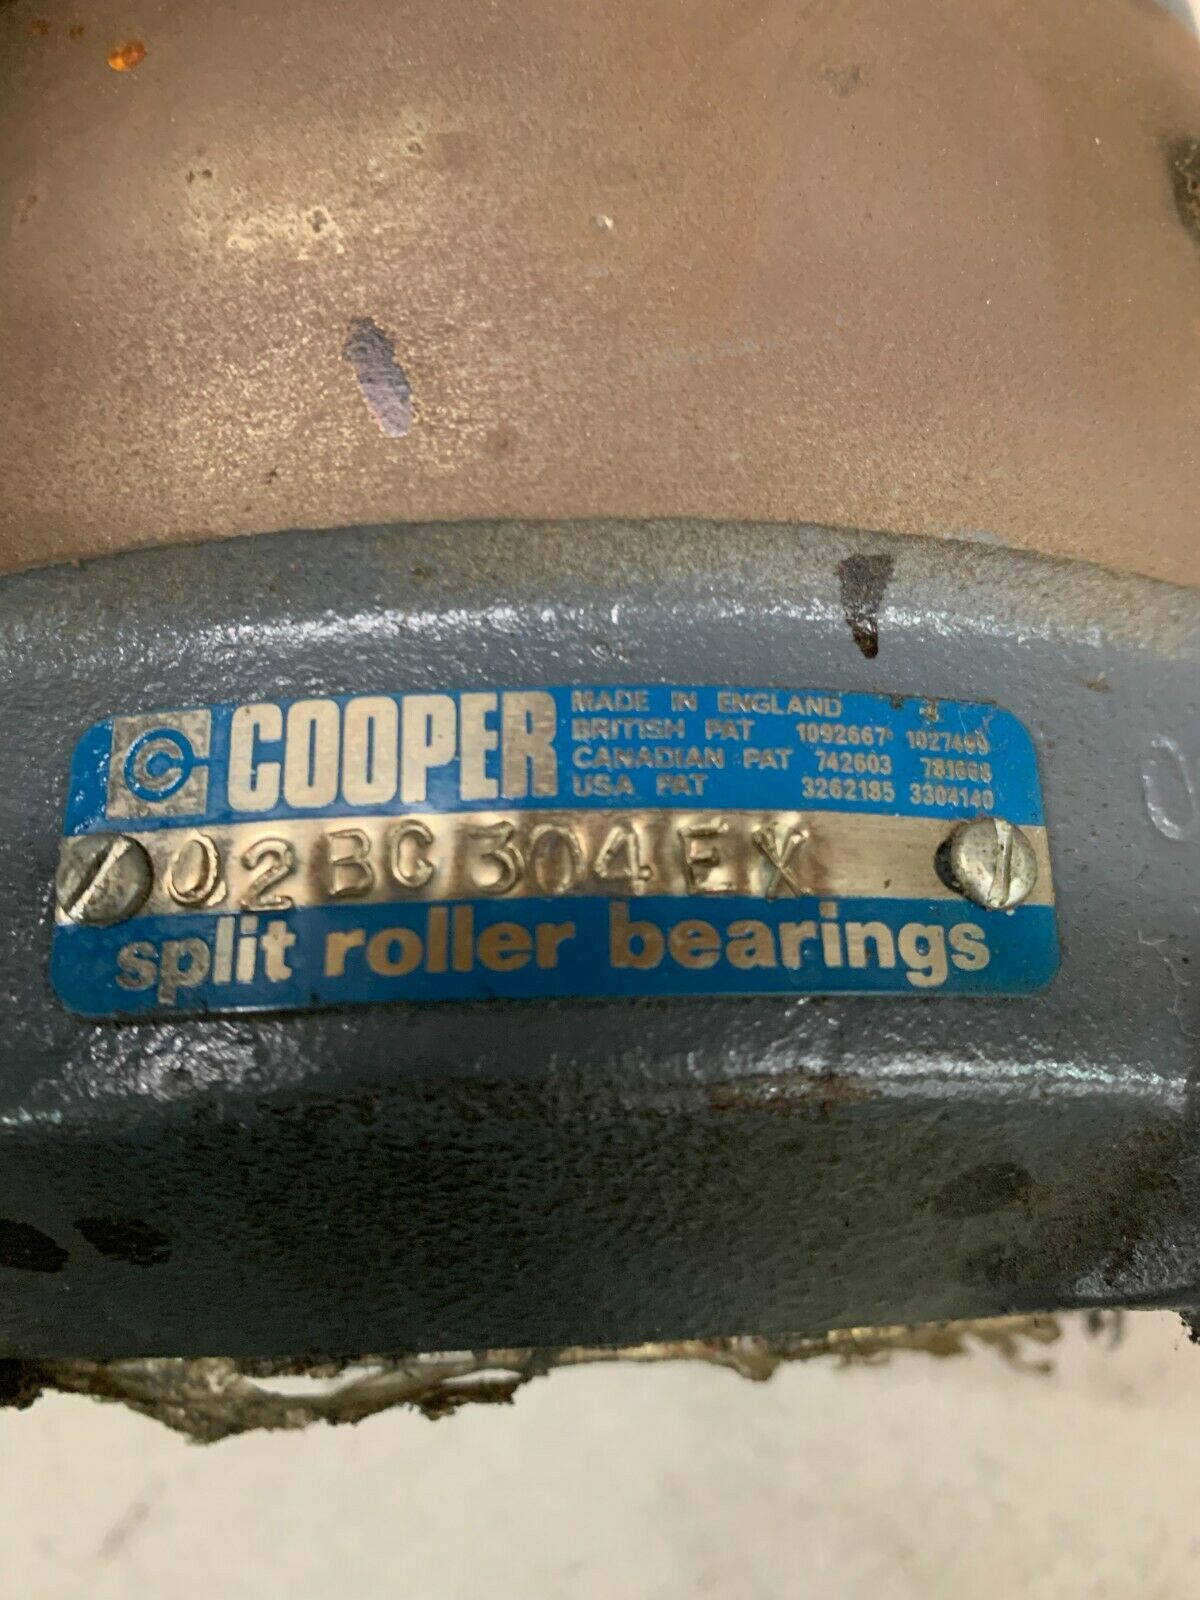 COOPER
MADE IN ENGLAND
BRITISH PAT 1092667 1027499
CANADIAN PAT 742603 781668
USA PAT 3262185 3304140
02BC304EX
split roller bearings